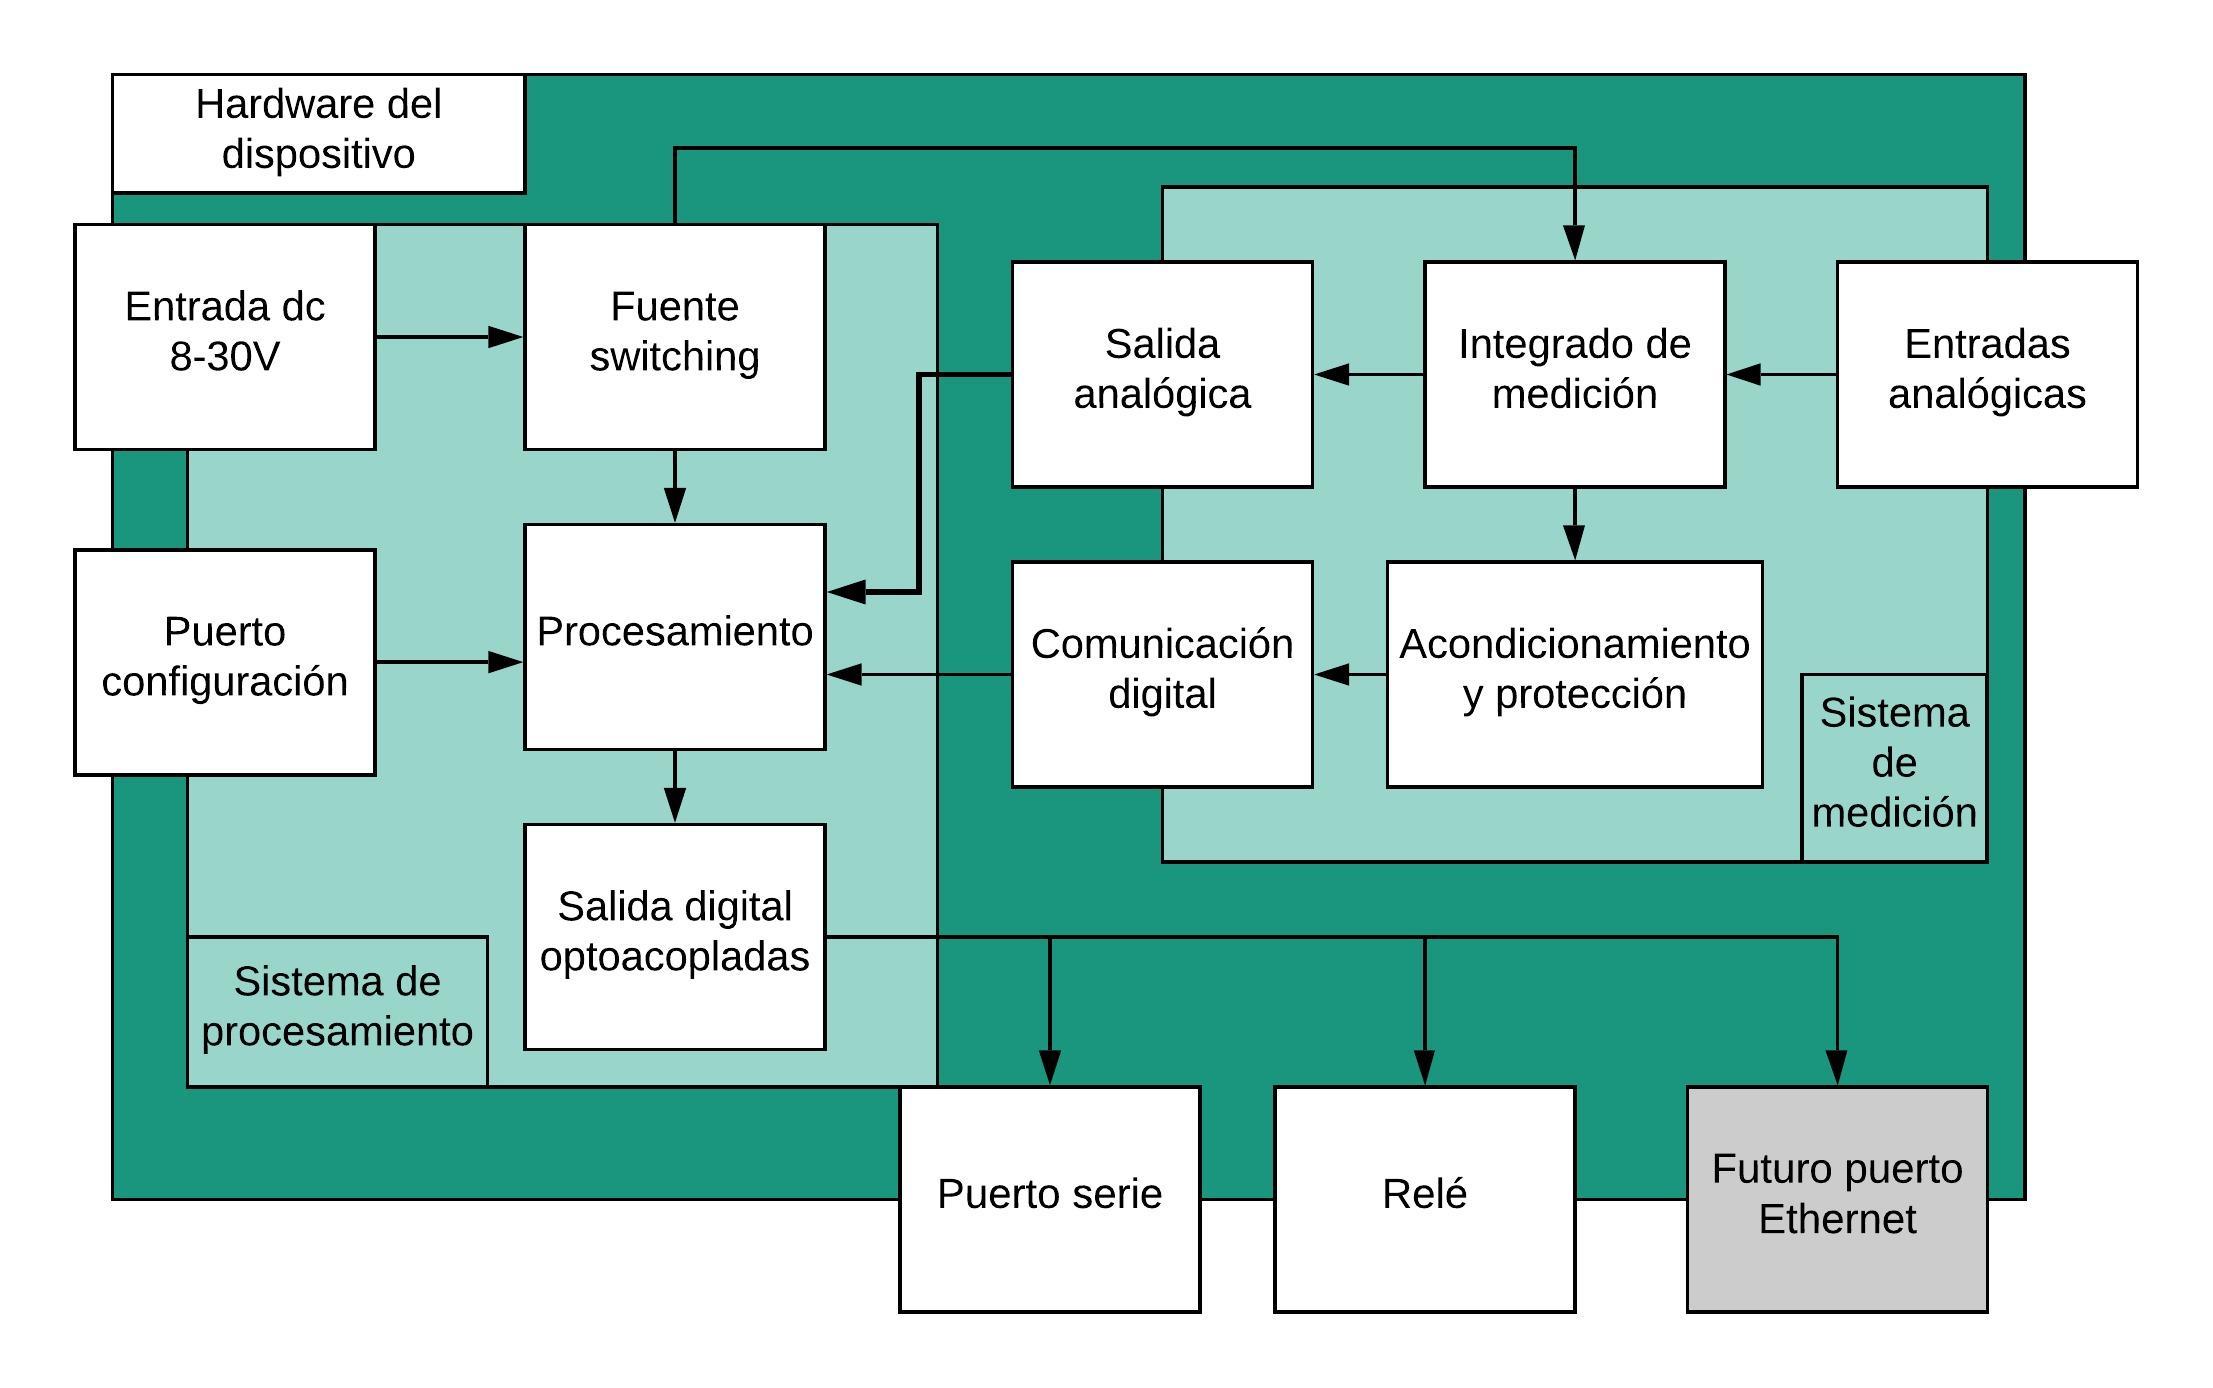 Hardware del
dispositivo
Entrada dc
8-30V
Fuente
switching
Salida
analógica
Integrado de
medición
Entradas
analógicas
Puerto
configuración
Procesamiento
Comunicación
digital
Acondicionamiento
y protección
Sistema
de
medición
Salida digital
optoacopladas
Sistema de
procesamiento
Puerto serie
Relé
Futuro puerto
Ethernet